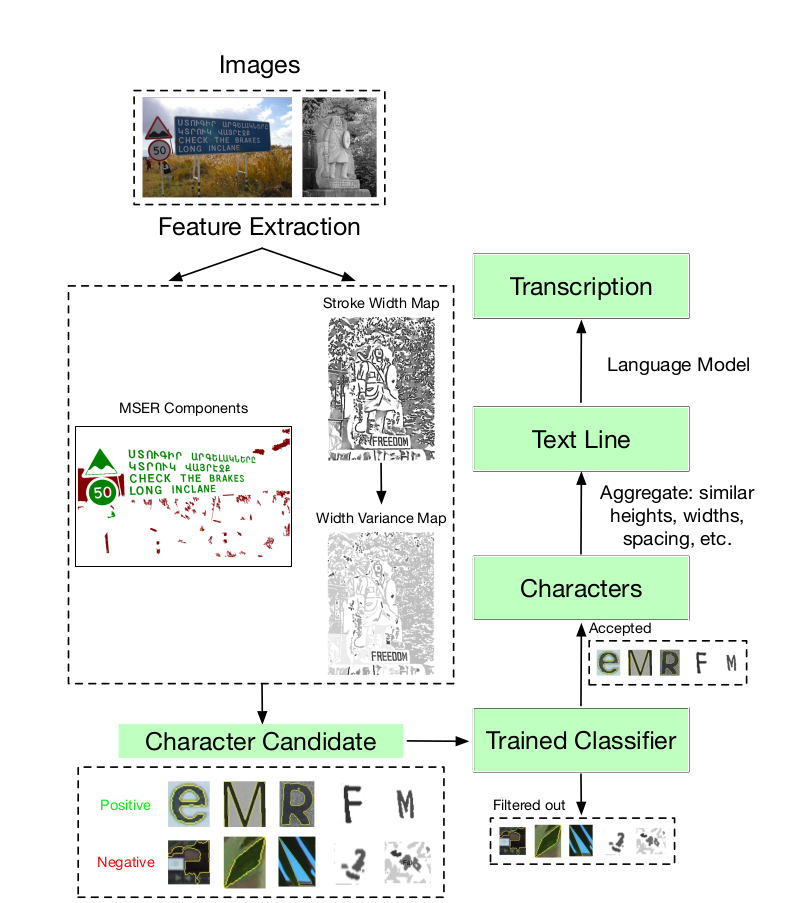 Images
ՍՏՈՒԳԻՐ ԱՐԳԵԼԱԿՆԵՐԸ
ԿՏՐՈՒԿ ՎԱՅՐԷՋՔ
CHECK THE BRAKES
LONG INCLANE
50
Feature Extraction
Stroke Width Map
FREEDOM
MSER Components
ՍՏՈՒԳԻՐ ԱՐԳԵԼԱԿՆԵՐԸ
ԿՏՐՈՒԿ ՎԱՅՐԷՋՔ
CHECK THE BRAKES
LONG INCLANE
50
Width Variance Map
FREEDOM
Character Candidate
Positive
e M R F M
Negative
Trained Classifier
Filtered out
Accepted
e M R F M
Characters
Aggregate: similar
heights, widths,
spacing, etc.
Text Line
Language Model
Transcription